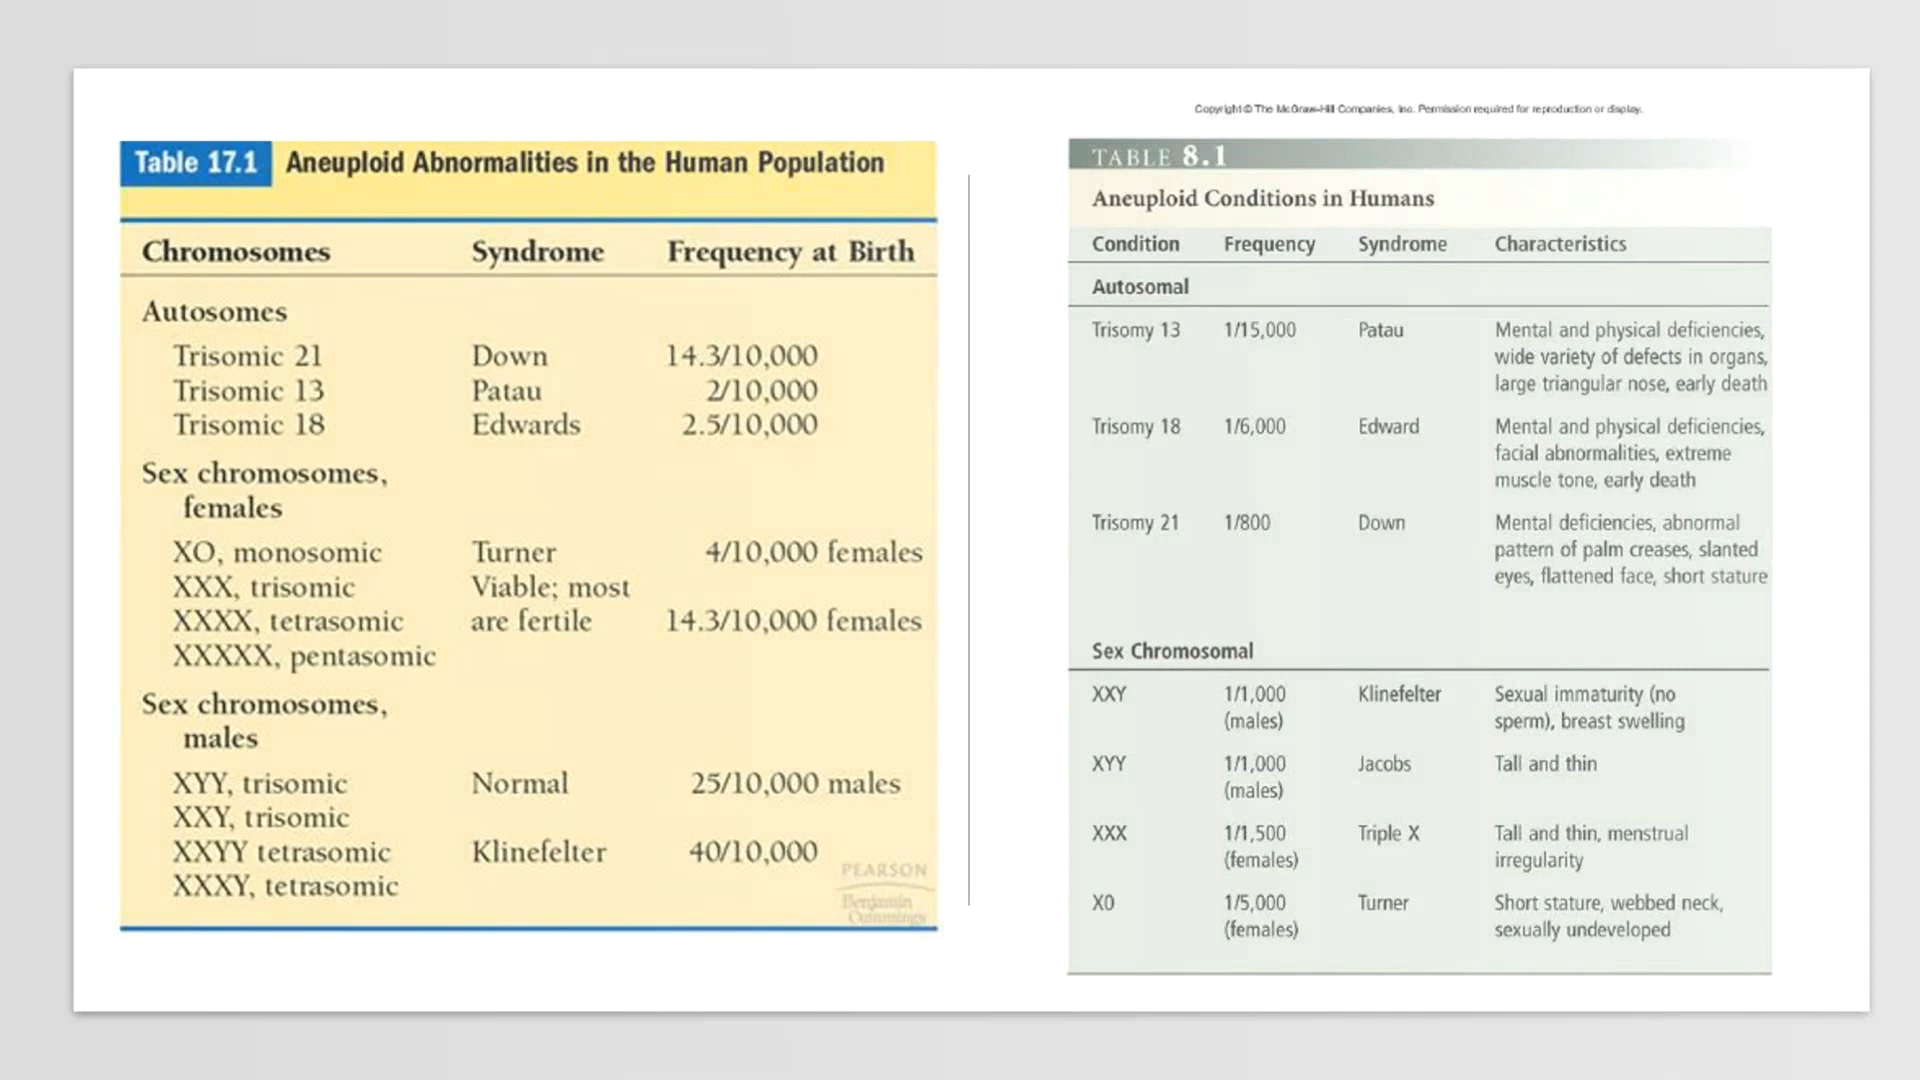 Table 17.1 Aneuploid Abnormalities in the Human Population
Chromosomes Syndrome Frequency at Birth
Autosomes
Trisomic 21 Down 14.3/10,000
Trisomic 13 Patau 2/10,000
Trisomic 18 Edwards 2.5/10,000
Sex chromosomes,
females
XO, monosomic Turner 4/10,000 females
XXX, trisomic Viable; most
XXXX, tetrasomic are fertile 14.3/10,000 females
XXXXX, pentasomic
Sex chromosomes,
males
XYY, trisomic Normal 25/10,000 males
XXY, trisomic
XXYY tetrasomic Klinefelter 40/10,000
XXXY, tetrasomic
PEARSON
Benjamin
Cummings
Copyright © The McGraw-Hill Companies, Inc. Permission required for reproduction or display.
TABLE 8.1
Aneuploid Conditions in Humans
Condition Frequency Syndrome Characteristics
Autosomal
Trisomy 13 1/15,000 Patau Mental and physical deficiencies,
wide variety of defects in organs,
large triangular nose, early death
Trisomy 18 1/6,000 Edward Mental and physical deficiencies,
facial abnormalities, extreme
muscle tone, early death
Trisomy 21 1/800 Down Mental deficiencies, abnormal
pattern of palm creases, slanted
eyes, flattened face, short stature
Sex Chromosomal
XXY 1/1,000 Klinefelter Sexual immaturity (no
(males) sperm), breast swelling
XYY 1/1,000 Jacobs Tall and thin
(males)
XXX 1/1,500 Triple X Tall and thin, menstrual
(females) irregularity
X0 1/5,000 Turner Short stature, webbed neck,
(females) sexually undeveloped